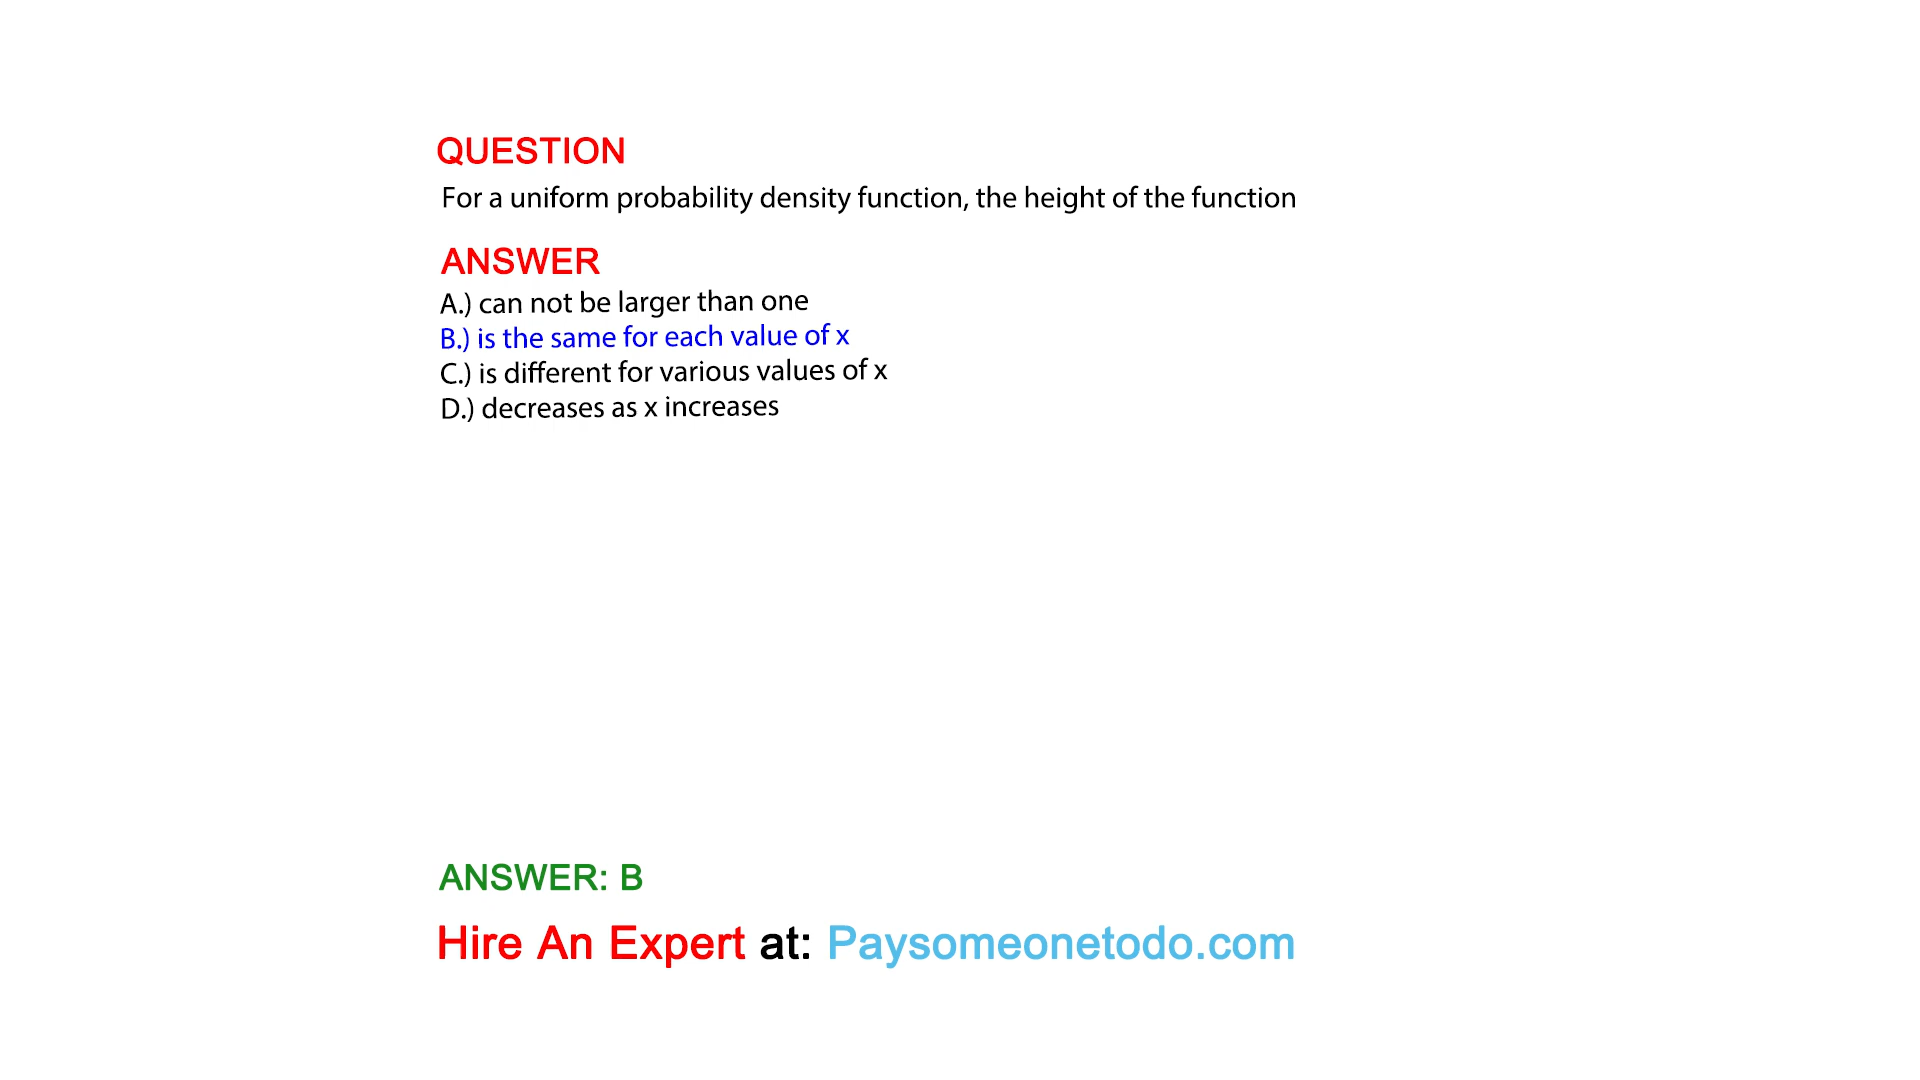 QUESTION
For a uniform probability density function, the height of the function
ANSWER
A.) can not be larger than one
B.) is the same for each value of x
C.) is different for various values of x
D.) decreases as x increases
ANSWER: B
Hire An Expert at: Paysomeonetodo.com